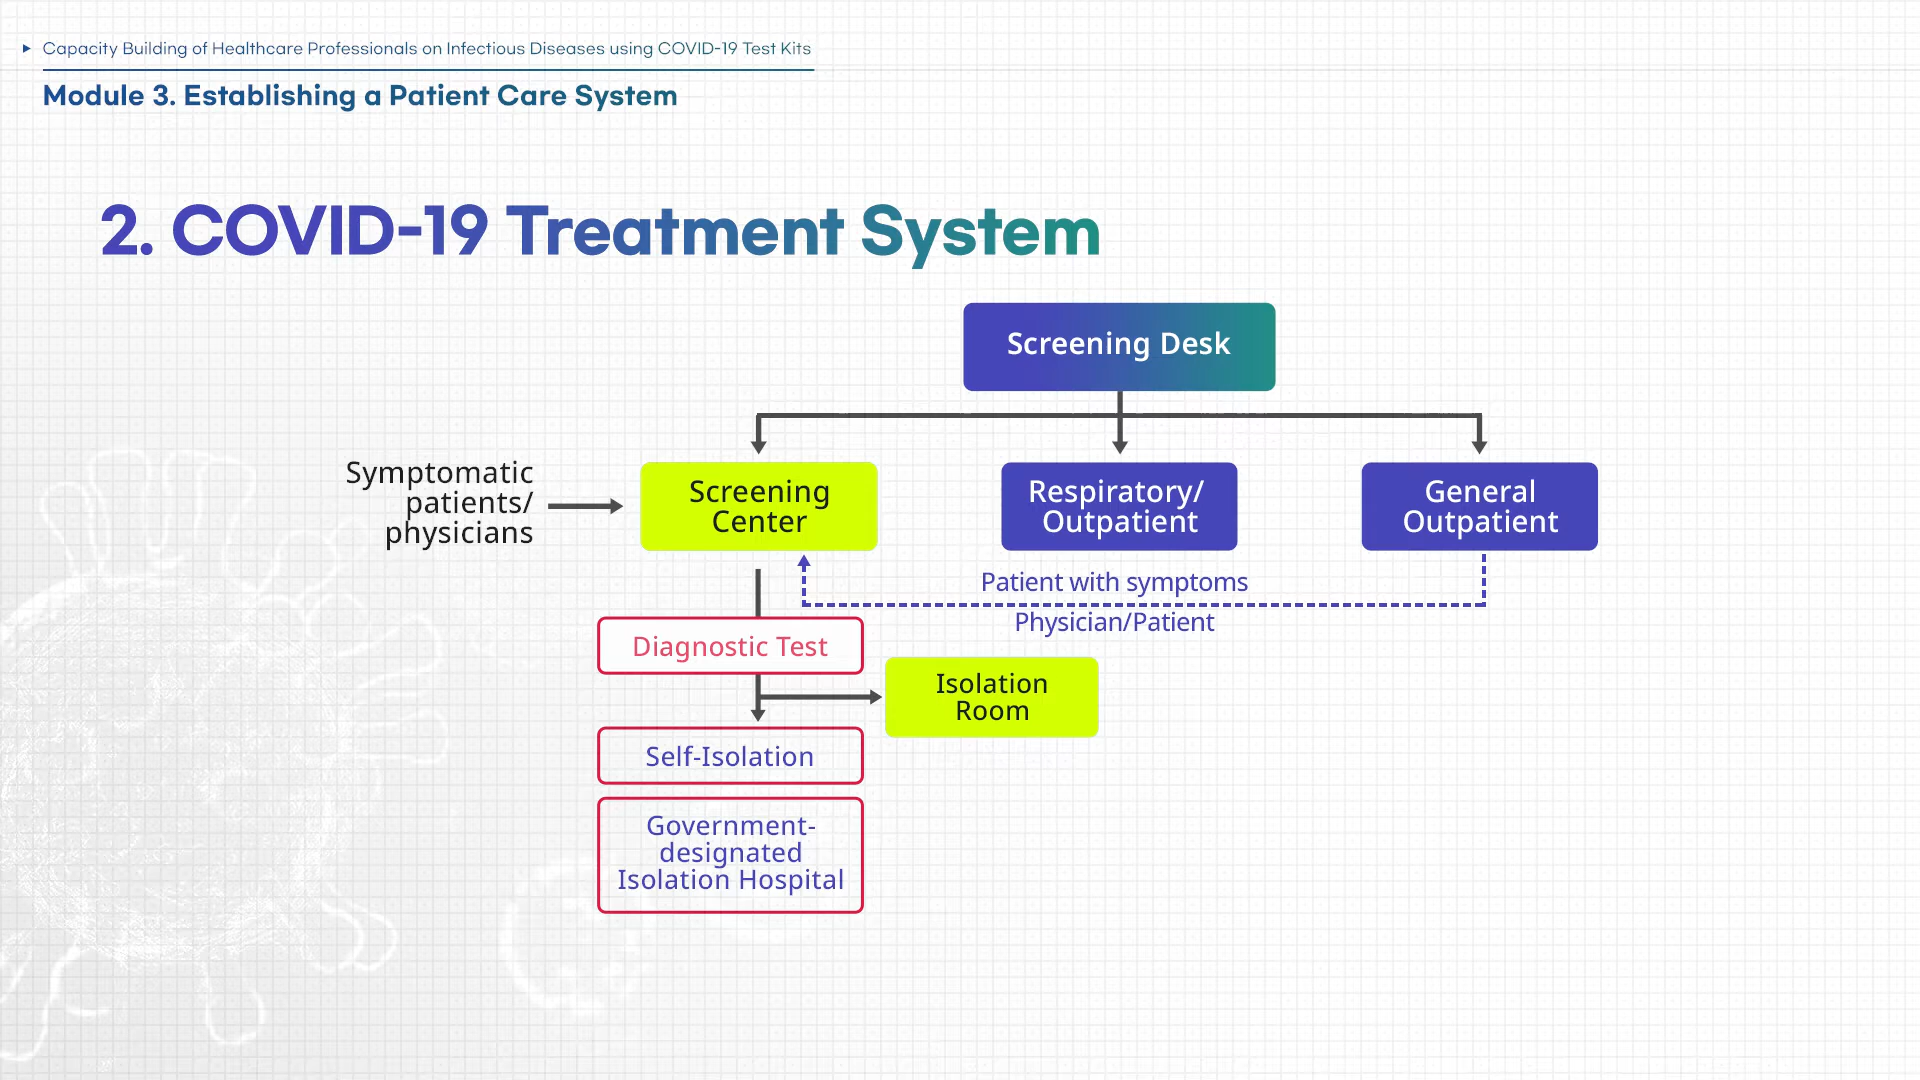 Capacity Building of Healthcare Professionals on Infectious Diseases using COVID-19 Test Kits
Module 3. Establishing a Patient Care System
2. COVID-19 Treatment System
Screening Desk
Symptomatic
patients/
physicians
Screening
Center
Respiratory/
Outpatient
General
Outpatient
Patient with symptoms
Physician/Patient
Diagnostic Test
Isolation
Room
Self-Isolation
Government-
designated
Isolation Hospital